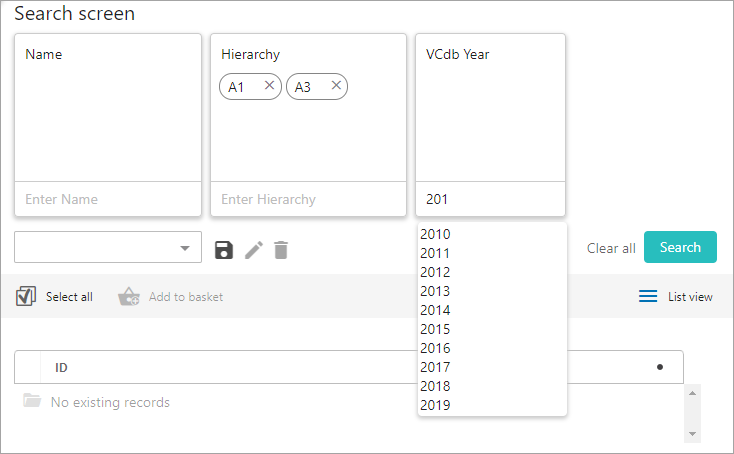 Search screen
Name
Hierarchy
VCdb Year
A1
A3
Enter Name
Enter Hierarchy
201
2010
2011
2012
2013
2014
2015
2016
2017
2018
2019
Clear all
Search
Select all
Add to basket
List view
ID
No existing records